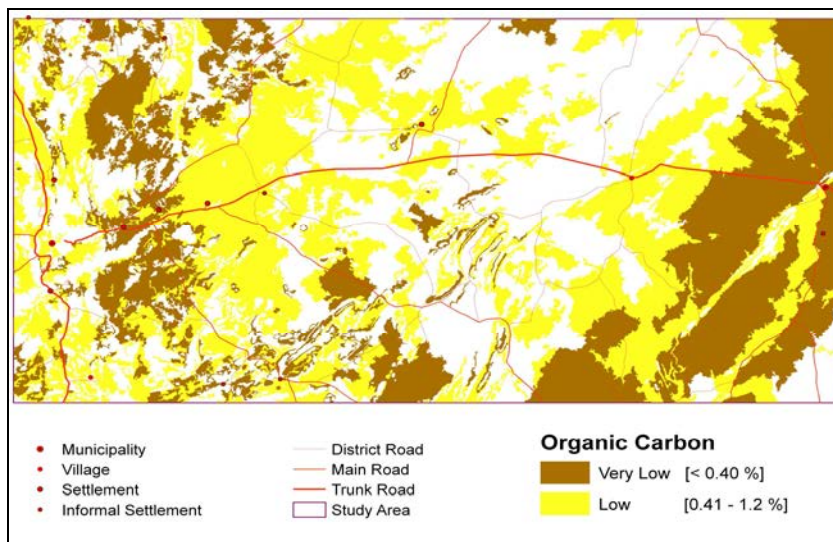 Municipality
Village
Settlement
Informal Settlement
District Road
Main Road
Trunk Road
Study Area
Organic Carbon
Very Low [< 0.40 %]
Low [0.41 - 1.2 %]